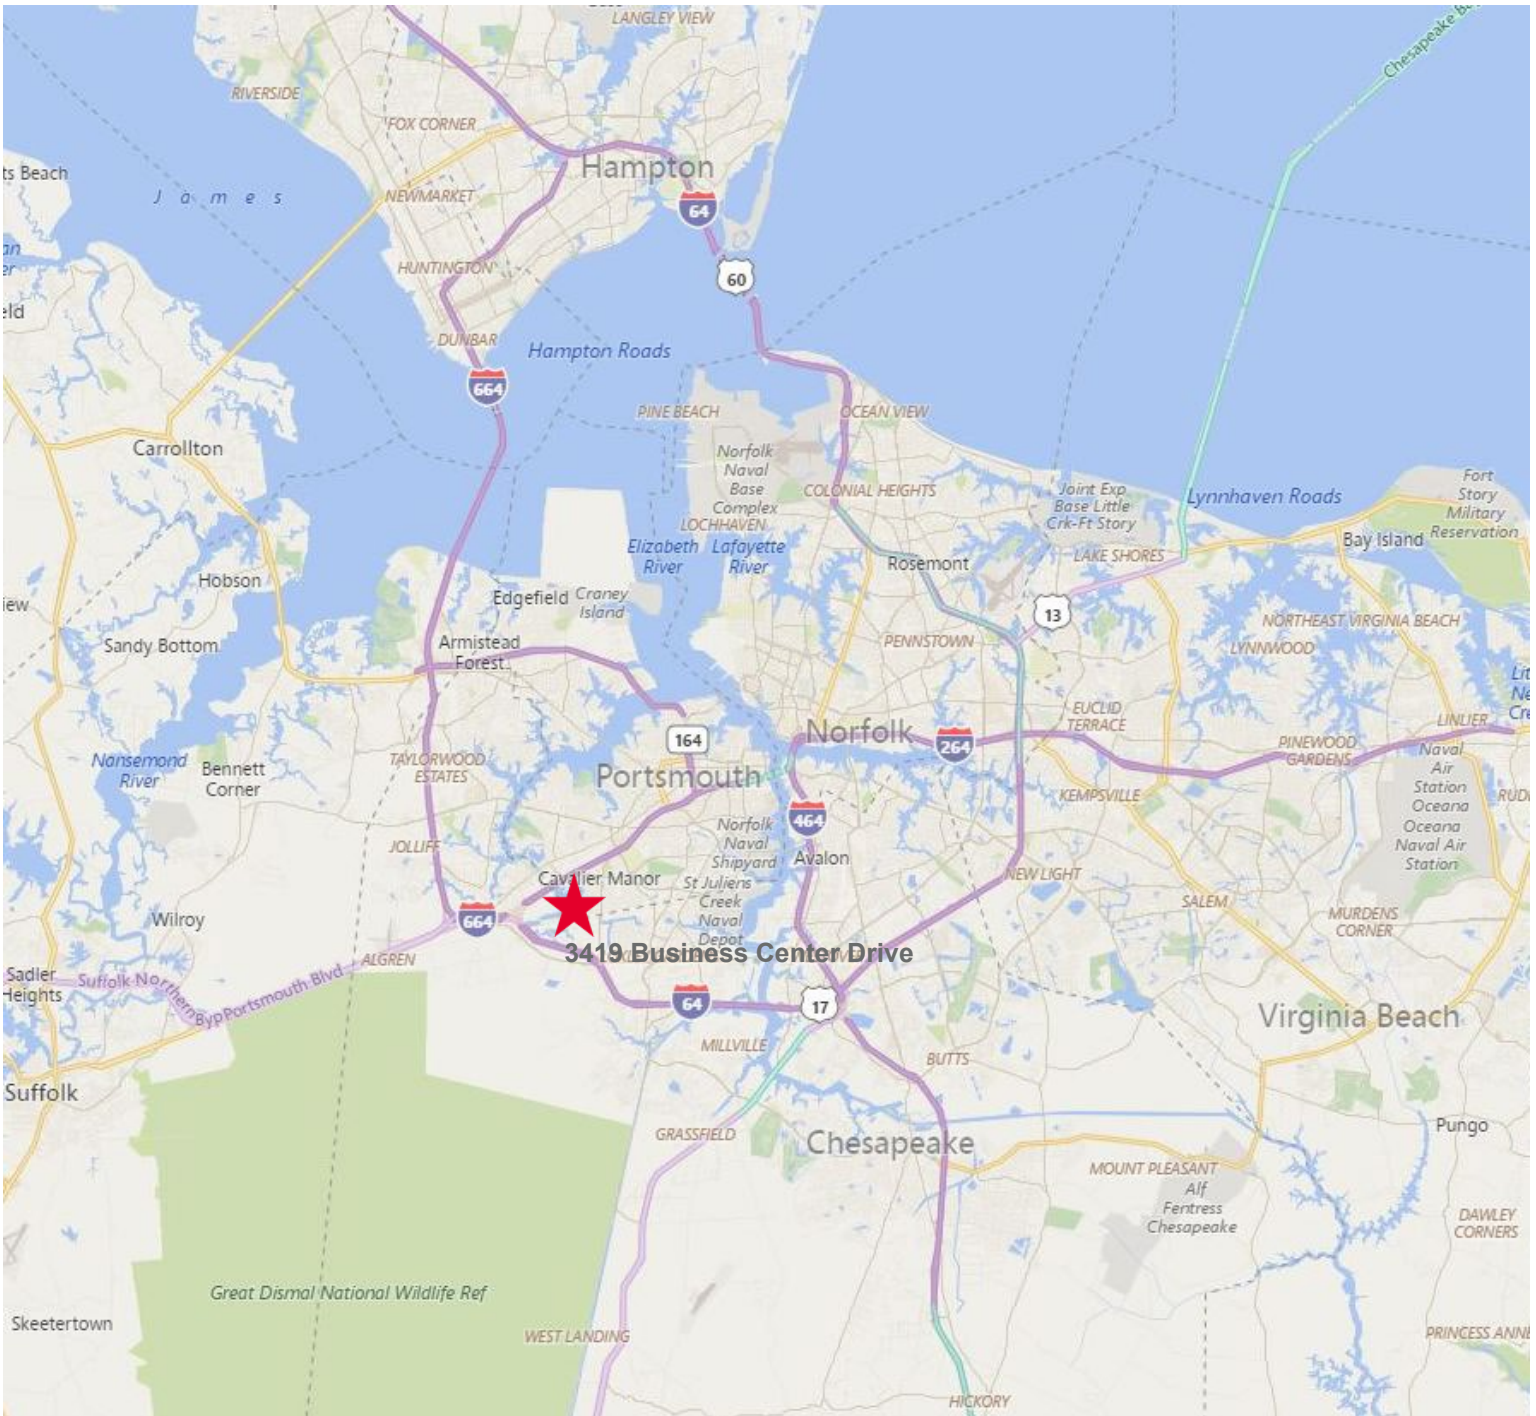 LANGLEY VIEW
Chesapeake
RIVERSIDE
FOX CORNER
Hampton
ts Beach
James
NEWMARKET
64
HUNTINGTON
60
eld
DUNBAR
Hampton Roads
664
PINE BEACH
OCEAN VIEW
Carrollton
Norfolk
Naval
Base
Complex
COLONIAL HEIGHTS
Joint Exp
Base Little
Crk-Ft Story
Lynnhaven Roads
Fort
Story
Military
Reservation
LOCHHAVEN
Elizabeth
River
Lafayette
River
Bay Island
LAKE SHORES
Rosemont
Hobson
Edgefield
Craney
Island
iew
13
NORTHEAST VIRGINIA BEACH
Sandy Bottom
Armistead
Forest
PENNSTOWN
LYNNWOOD
EUCLID
TERRACE
LINLIER
Norfolk
264
164
PINEWOOD
GARDENS
Nansemond
River
Bennett
Corner
TAYLORWOOD
ESTATES
Portsmouth
Naval
Air
Station
Oceana
Oceana
Naval Air
Station
KEMPSVILLE
RUD
464
Norfolk
Naval
Shipyard
JOLLIFF
Avalon
Cavalier Manor
St Juliens
Creek
Naval
Depot
NEW LIGHT
SALEM
MURDENS
CORNER
Wilroy
664
3419 Business Center Drive
ALGREN
Sadler
Heights
Suffolk Northern Byp
Portsmouth Blvd
64
17
Virginia Beach
MILLVILLE
BUTTS
Suffolk
GRASSFIELD
Chesapeake
Pungo
MOUNT PLEASANT
Alf
Fentress
Chesapeake
DAWLEY
CORNERS
Great Dismal National Wildlife Ref
Skeetertown
WEST LANDING
PRINCESS ANNE
HICKORY